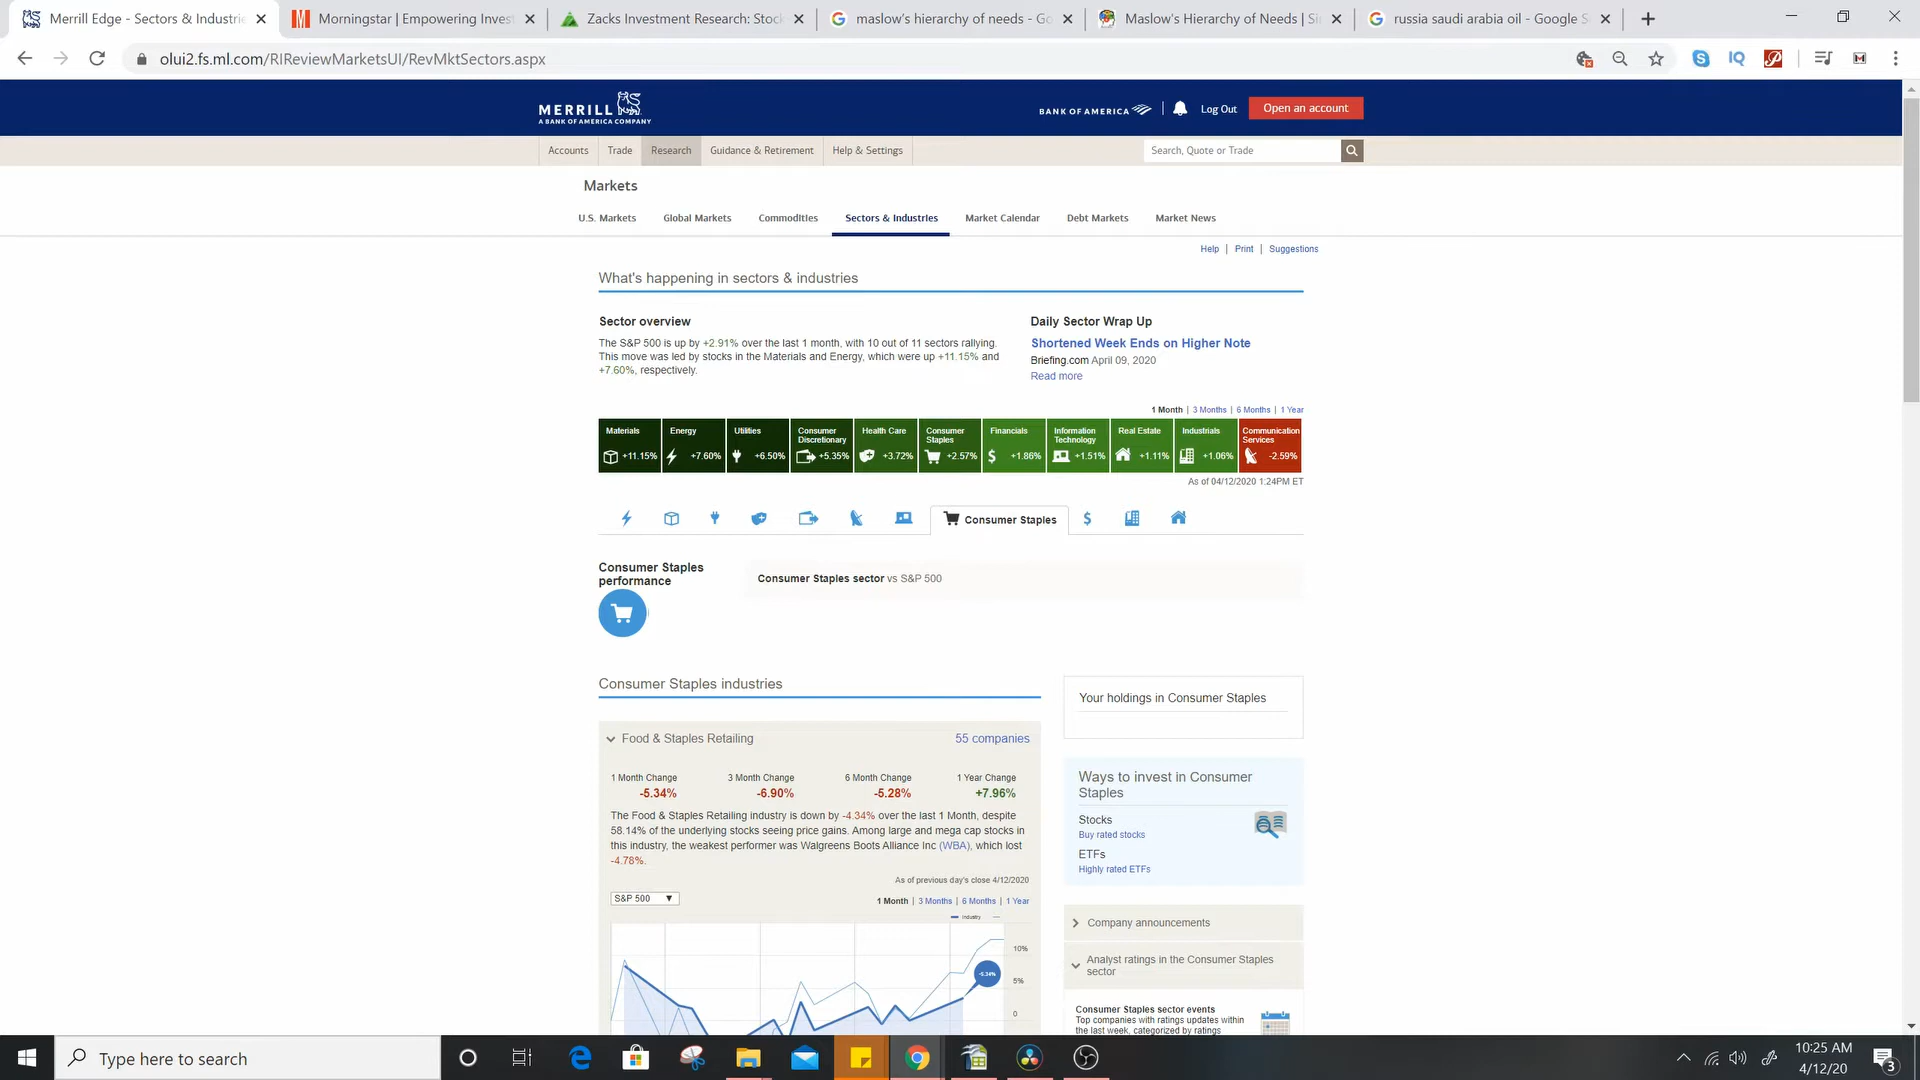 Merrill Edge - Sectors & Industrie
Morningstar | Empowering Invest
Zacks Investment Research: Stock
maslow's hierarchy of needs - Go
Maslow's Hierarchy of Needs | Si
russia saudi arabia oil - Google S
olui2.fs.ml.com/RIReviewMarketsUI/RevMktSectors.aspx
MERRILL
A BANK OF AMERICA COMPANY
BANK OF AMERICA
Log Out
Open an account
Accounts
Trade
Research
Guidance & Retirement
Help & Settings
Search, Quote or Trade
Markets
U.S. Markets
Global Markets
Commodities
Sectors & Industries
Market Calendar
Debt Markets
Market News
Help | Print | Suggestions
What's happening in sectors & industries
Sector overview
The S&P 500 is up by +2.91% over the last 1 month, with 10 out of 11 sectors rallying.
This move was led by stocks in the Materials and Energy, which were up +11.15% and
+7.60%, respectively.
Daily Sector Wrap Up
Shortened Week Ends on Higher Note
Briefing.com April 09, 2020
Read more
1 Month | 3 Months | 6 Months | 1 Year
Materials
+11.15%
Energy
+7.60%
Utilities
+6.50%
Consumer
Discretionary
+5.35%
Health Care
+3.72%
Consumer
Staples
+2.57%
Financials
+1.86%
Information
Technology
+1.51%
Real Estate
+1.11%
Industrials
+1.06%
Communication
Services
-2.59%
As of 04/12/2020 1:24PM ET
Consumer Staples
Consumer Staples
performance
Consumer Staples sector vs S&P 500
Consumer Staples industries
Food & Staples Retailing
55 companies
1 Month Change
-5.34%
3 Month Change
-6.90%
6 Month Change
-5.28%
1 Year Change
+7.96%
The Food & Staples Retailing industry is down by -4.34% over the last 1 Month, despite
58.14% of the underlying stocks seeing price gains. Among large and mega cap stocks in
this industry, the weakest performer was Walgreens Boots Alliance Inc (WBA), which lost
-4.78%.
As of previous day's close 4/12/2020
S&P 500
1 Month | 3 Months | 6 Months | 1 Year
Industry
10%
-5.34%
5%
0
Your holdings in Consumer Staples
Ways to invest in Consumer
Staples
Stocks
Buy rated stocks
ETFs
Highly rated ETFs
Company announcements
Analyst ratings in the Consumer Staples
sector
Consumer Staples sector events
Top companies with ratings updates within
the last week, categorized by ratings
Type here to search
10:25 AM
4/12/20
3